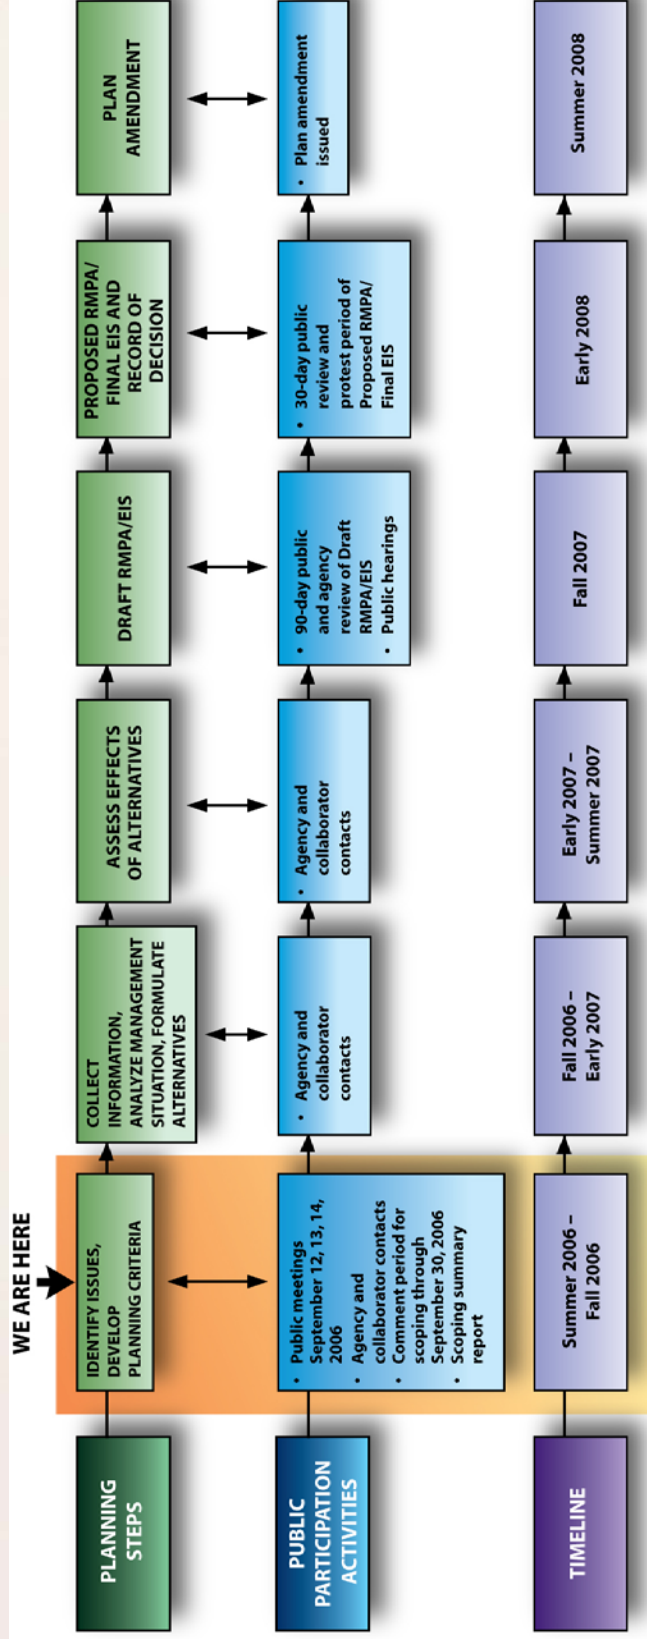 WE ARE HERE
PLANNING
STEPS
IDENTIFY ISSUES,
DEVELOP
PLANNING CRITERIA
COLLECT
INFORMATION,
ANALYZE MANAGEMENT
SITUATION, FORMULATE
ALTERNATIVES
ASSESS EFFECTS
OF ALTERNATIVES
DRAFT RMPA/EIS
PROPOSED RMPA/
FINAL EIS AND
RECORD OF
DECISION
PLAN
AMENDMENT
PUBLIC
PARTICIPATION
ACTIVITIES
• Public meetings
September 12, 13, 14,
2006
• Agency and
collaborator contacts
• Comment period for
scoping through
September 30, 2006
• Scoping summary
report
• Agency and
collaborator
contacts
• Agency and
collaborator
contacts
• 90-day public
and agency
review of Draft
RMPA/EIS
• Public hearings
• 30-day public
review and
protest period of
Proposed RMPA/
Final EIS
• Plan amendment
issued
TIMELINE
Summer 2006 –
Fall 2006
Fall 2006 –
Early 2007
Early 2007 –
Summer 2007
Fall 2007
Early 2008
Summer 2008